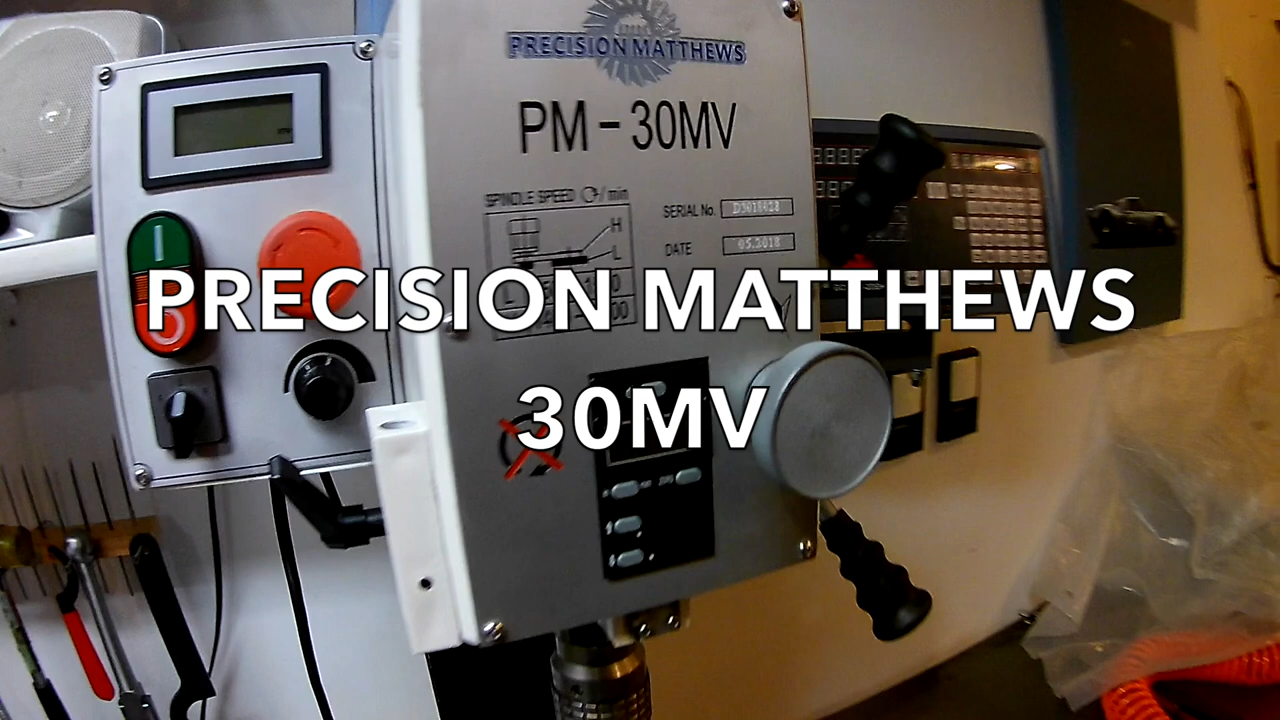 PRECISION MATTHEWS
PM-30MV
SPINDLE SPEED /min
H
L
SERIAL No.
DATE 05.2018
PRECISION MATTHEWS
30MV